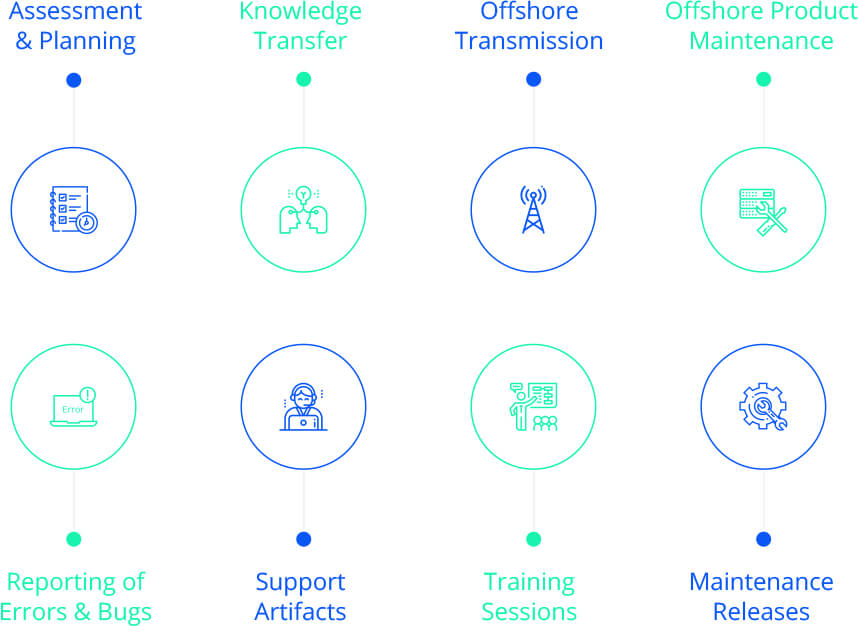 Assessment
& Planning
Knowledge
Transfer
Offshore
Transmission
Offshore Product
Maintenance
Error
Reporting of
Errors & Bugs
Support
Artifacts
Training
Sessions
Maintenance
Releases